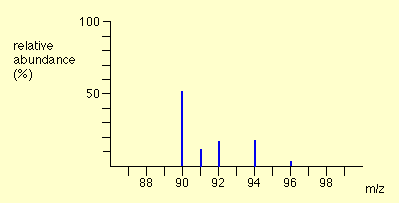 100
relative
abundance
(%)
50
88 90 92 94 96 98
m/z